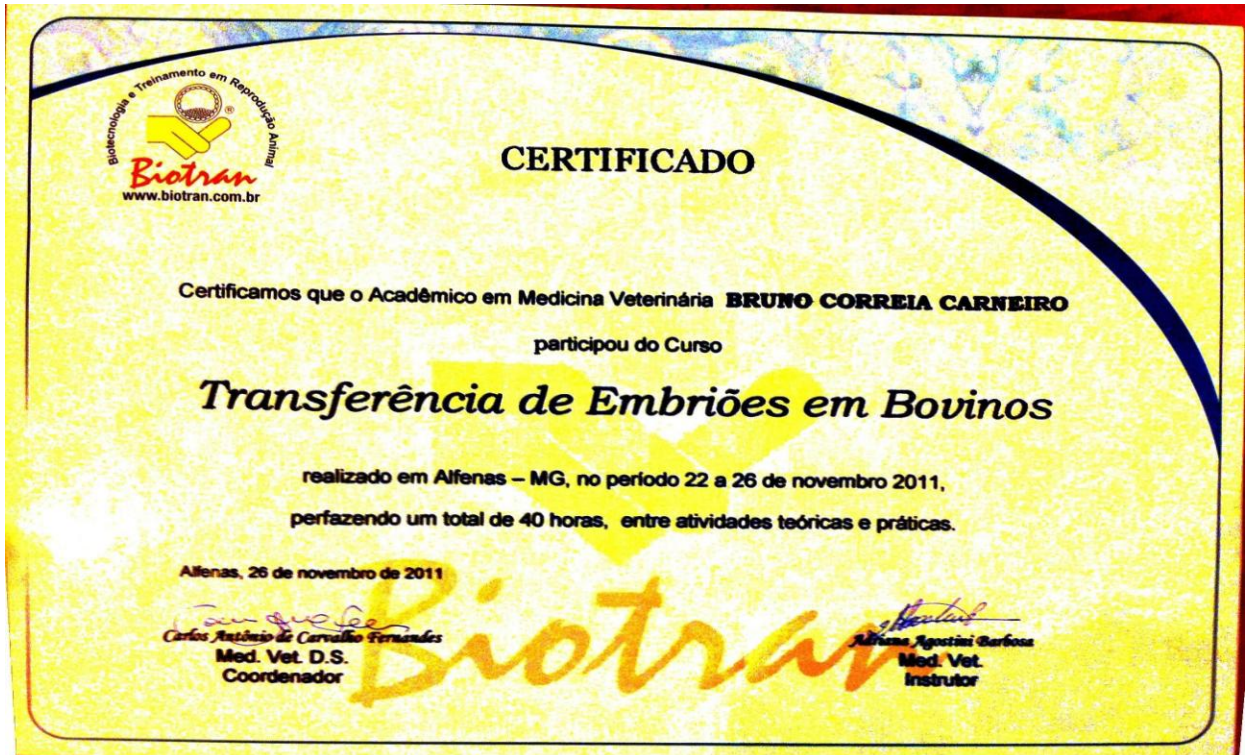 Biotecnologia e Treinamento em Reprodução Animal
®
Biotran
www.biotran.com.br
CERTIFICADO
Certificamos que o Acadêmico em Medicina Veterinária BRUNO CORREIA CARNEIRO
participou do Curso
Transferência de Embriões em Bovinos
realizado em Alfenas – MG, no período 22 a 26 de novembro 2011,
perfazendo um total de 40 horas, entre atividades teóricas e práticas.
Alfenas, 26 de novembro de 2011
Biotran
Carlos Antônio de Carvalho Fernandes
Med. Vet. D.S.
Coordenador
Adriana Agostini Barbosa
Med. Vet.
Instrutor